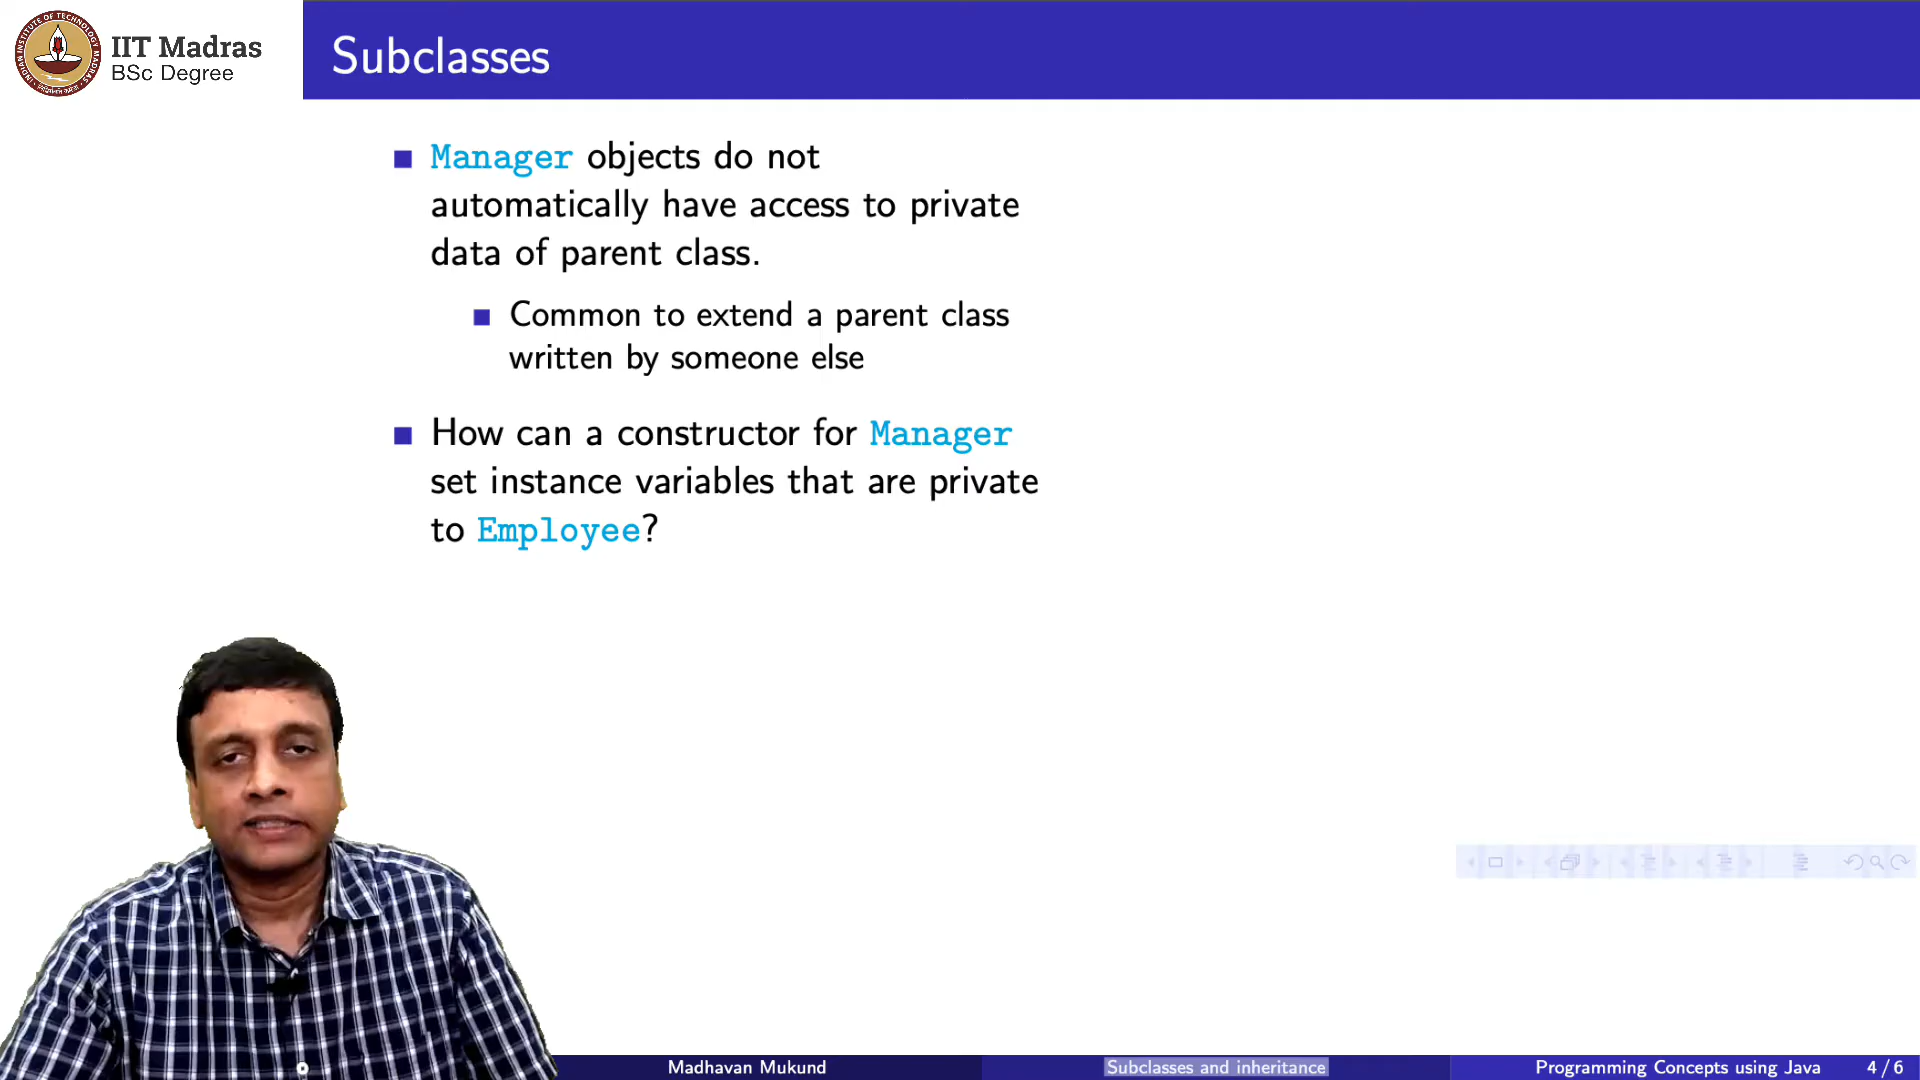 IIT Madras
BSc Degree
Subclasses
Manager objects do not
automatically have access to private
data of parent class.
Common to extend a parent class
written by someone else
How can a constructor for Manager
set instance variables that are private
to Employee?
Madhavan Mukund
Subclasses and inheritance
Programming Concepts using Java
4 / 6